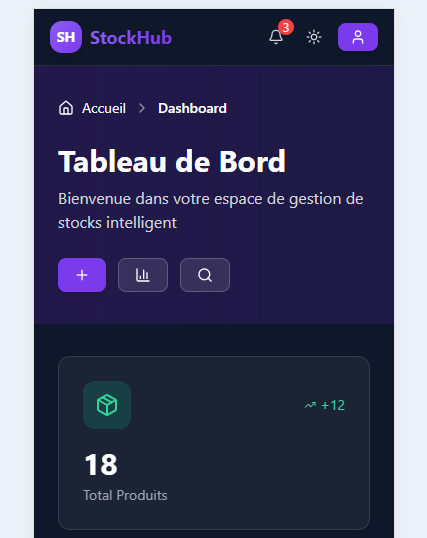 SH StockHub 3
Accueil > Dashboard
Tableau de Bord
Bienvenue dans votre espace de gestion de
stocks intelligent
+12
18
Total Produits